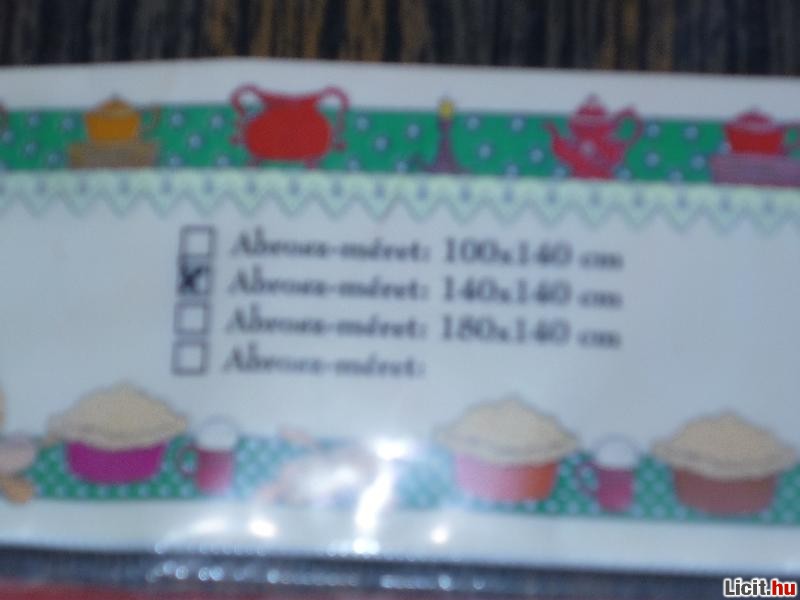 Abrosz-méret: 100x140 cm
Abrosz-méret: 140x140 cm
Abrosz-méret: 180x140 cm
Abrosz-méret:
Licit.hu